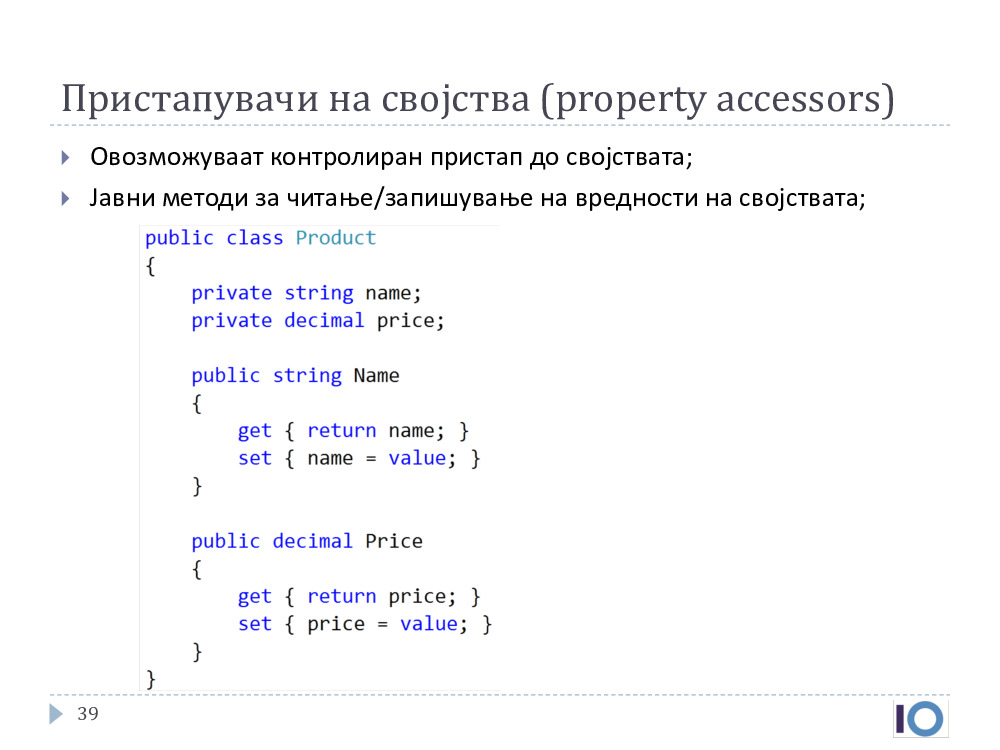 Пристапувачи на својства (property accessors)
Овозможуваат контролиран пристап до својствата;
Јавни методи за читање/запишување на вредности на својствата;
public class Product
{
    private string name;
    private decimal price;

    public string Name
    {
        get { return name; }
        set { name = value; }
    }

    public decimal Price
    {
        get { return price; }
        set { price = value; }
    }
}
39